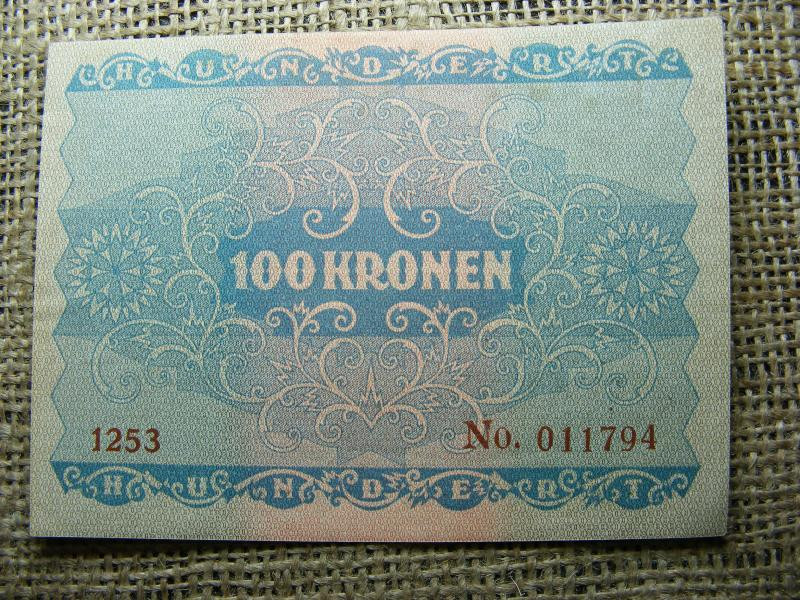 HUNDERT
100 KRONEN
1253 No. 011794
HUNDERT